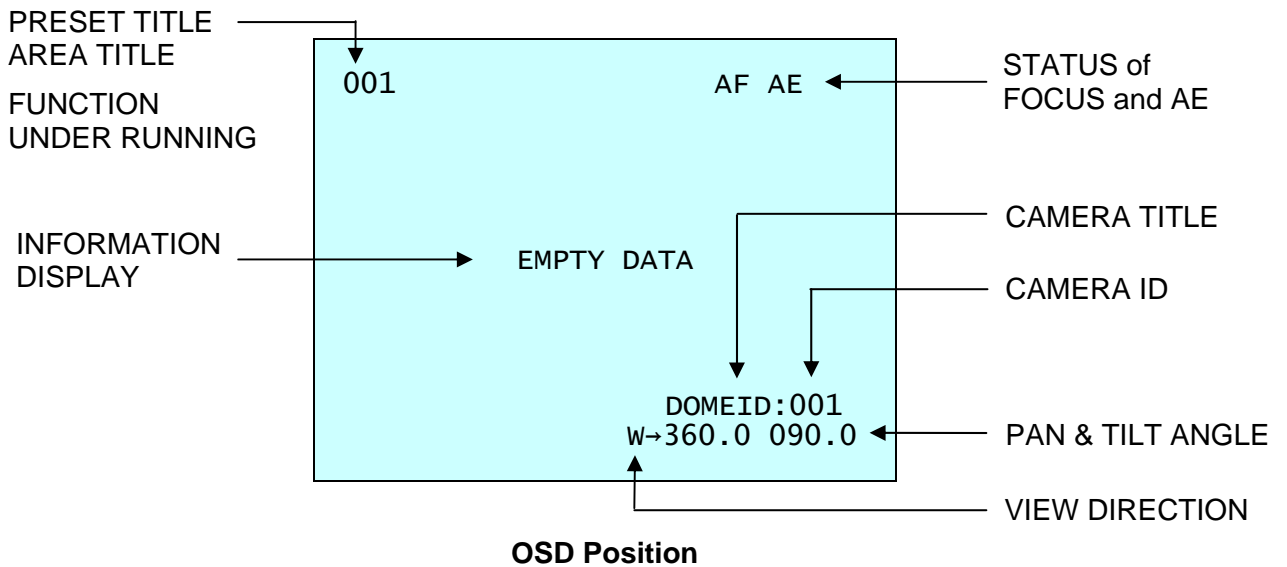 PRESET TITLE
AREA TITLE
FUNCTION
UNDER RUNNING
001
AF AE
STATUS of
FOCUS and AE
INFORMATION
DISPLAY
EMPTY DATA
CAMERA TITLE
CAMERA ID
DOMEID:001
W→360.0 090.0
PAN & TILT ANGLE
VIEW DIRECTION
OSD Position